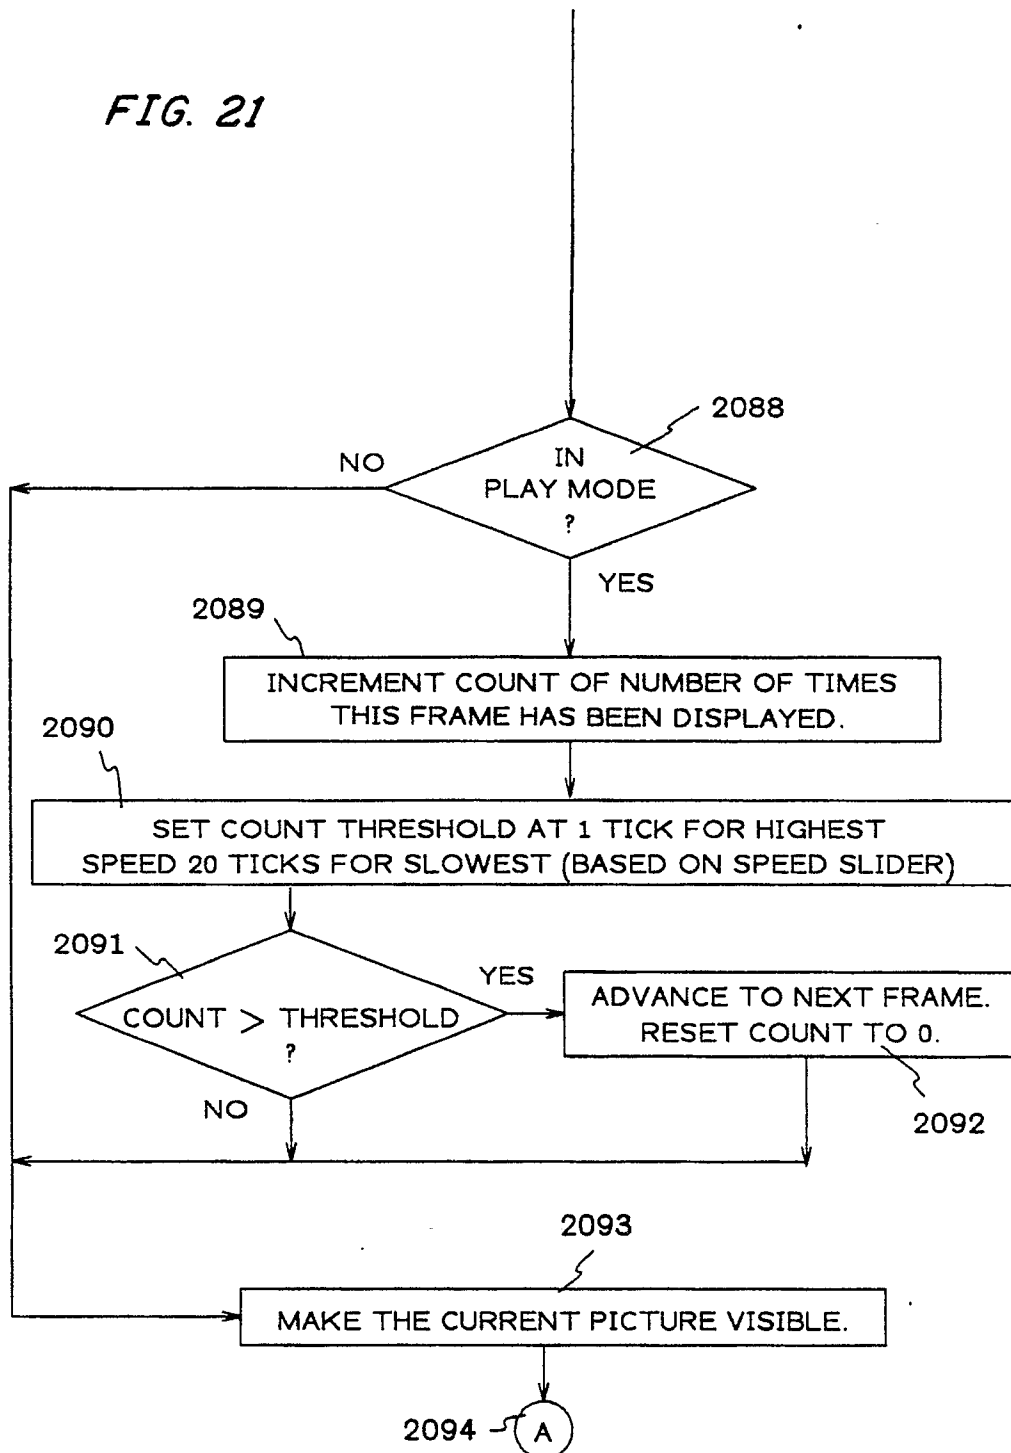 FIG. 21
2088
NO
IN
PLAY MODE
?
YES
2089
INCREMENT COUNT OF NUMBER OF TIMES
THIS FRAME HAS BEEN DISPLAYED.
2090
SET COUNT THRESHOLD AT 1 TICK FOR HIGHEST
SPEED 20 TICKS FOR SLOWEST (BASED ON SPEED SLIDER)
2091
YES
COUNT > THRESHOLD
?
ADVANCE TO NEXT FRAME.
RESET COUNT TO 0.
NO
2092
2093
MAKE THE CURRENT PICTURE VISIBLE.
2094
A